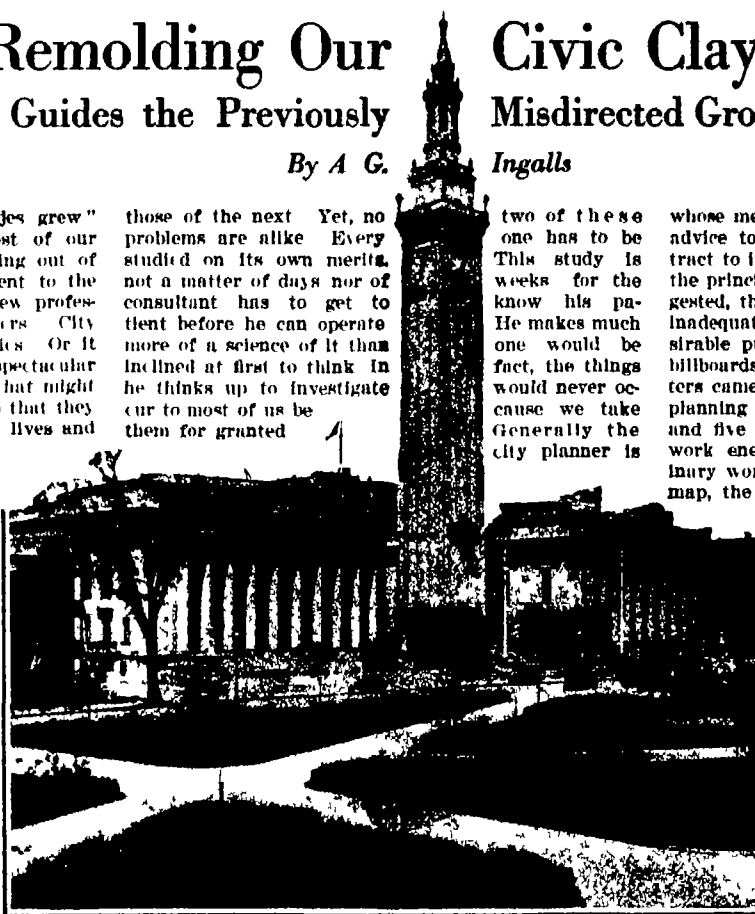 Remolding Our Civic Clay
Guides the Previously Misdirected Gro
By A G. Ingalls
jes grew"
st of our
ing out of
ent to the
ew profes-
ers City
ics Or it
spectacular
hat might
that they
lives and
those of the next Yet, no two of these
problems are alike Every one has to be
studied on its own merits. This study is
not a matter of days nor of weeks for the
consultant has to get to know his pa-
tient before he can operate He makes much
more of a science of it than one would be
inclined at first to think In fact, the things
he thinks up to investigate would never oc-
cur to most of us be cause we take
them for granted Generally the
city planner is
whose me
advice to
tract to i
the princi
gested, th
inadequat
sirable pu
billboards
ters came
planning
and five
work ene
inary wor
map, the